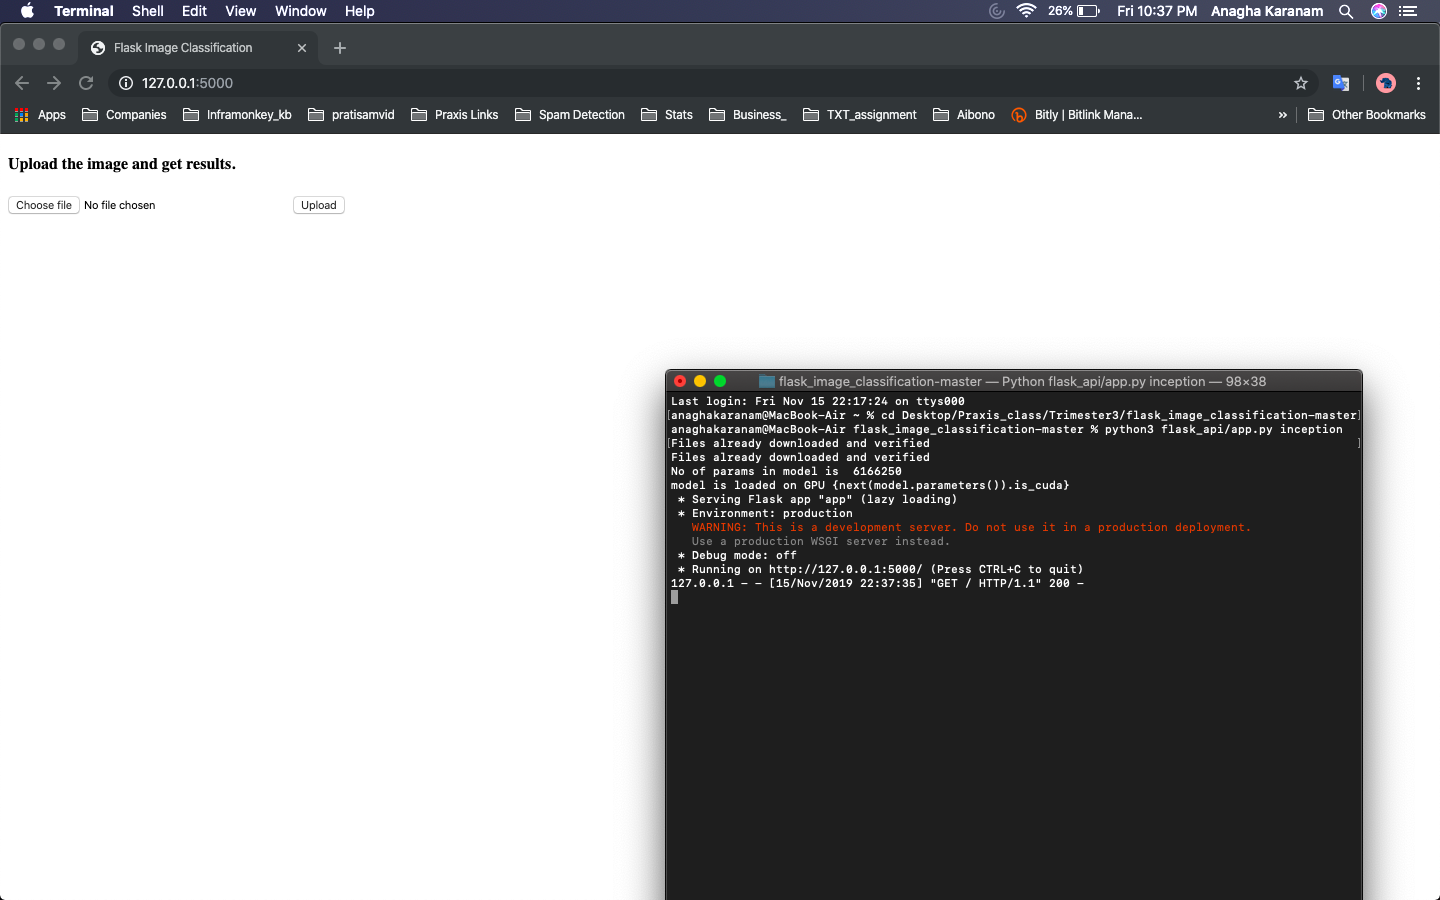 Terminal Shell Edit View Window Help 26% Fri 10:37 PM Anagha Karanam
Flask Image Classification
127.0.0.1:5000
Apps Companies Inframonkey_kb pratisamvid Praxis Links Spam Detection Stats Business_ TXT_assignment Aibono Bitly | Bitlink Mana... » Other Bookmarks
Upload the image and get results.
Choose file No file chosen Upload
flask_image_classification-master — Python flask_api/app.py inception — 98×38
Last login: Fri Nov 15 22:17:24 on ttys000
[anaghakaranam@MacBook-Air ~ % cd Desktop/Praxis_class/Trimester3/flask_image_classification-master]
anaghakaranam@MacBook-Air flask_image_classification-master % python3 flask_api/app.py inception
[Files already downloaded and verified ]
Files already downloaded and verified
No of params in model is  6166250
model is loaded on GPU {next(model.parameters()).is_cuda}
* Serving Flask app "app" (lazy loading)
* Environment: production
WARNING: This is a development server. Do not use it in a production deployment.
Use a production WSGI server instead.
* Debug mode: off
* Running on http://127.0.0.1:5000/ (Press CTRL+C to quit)
127.0.0.1 - - [15/Nov/2019 22:37:35] "GET / HTTP/1.1" 200 -